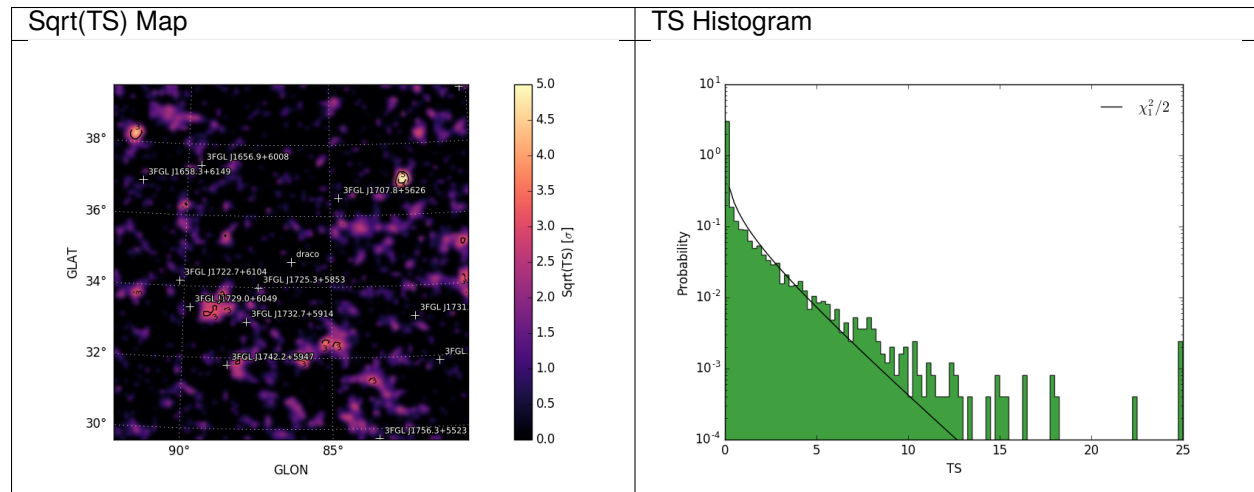 Sqrt(TS) Map
TS Histogram
38°
36°
34°
32°
30°
90°
85°
GLON
GLAT
3FGL J1656.9+6008
3FGL J1658.3+6149
3FGL J1707.8+5626
draco
3FGL J1722.7+6104
3FGL J1725.3+5853
3FGL J1729.0+6049
3FGL J1731.
3FGL J1732.7+5914
3FGL
3FGL J1742.2+5947
3FGL J1756.3+5523
5.0
4.5
4.0
3.5
3.0
2.5
2.0
1.5
1.0
0.5
0.0
Sqrt(TS) [σ]
10¹
10⁰
10⁻¹
10⁻²
10⁻³
10⁻⁴
Probability
χ₁²/2
0 5 10 15 20 25
TS